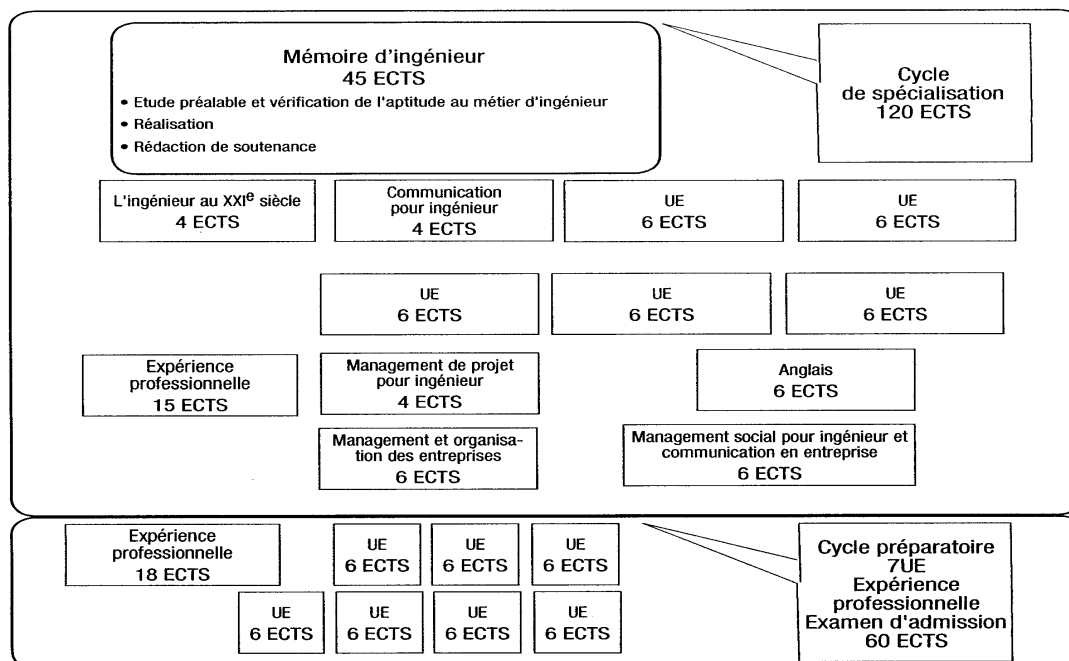 Mémoire d'ingénieur
45 ECTS
• Etude préalable et vérification de l'aptitude au métier d'ingénieur
• Réalisation
• Rédaction de soutenance
Cycle
de spécialisation
120 ECTS
L'ingénieur au XXIe siècle
4 ECTS
Communication
pour ingénieur
4 ECTS
UE
6 ECTS
UE
6 ECTS
UE
6 ECTS
UE
6 ECTS
UE
6 ECTS
Expérience
professionnelle
15 ECTS
Management de projet
pour ingénieur
4 ECTS
Anglais
6 ECTS
Management et organisa-
tion des entreprises
6 ECTS
Management social pour ingénieur et
communication en entreprise
6 ECTS
Expérience
professionnelle
18 ECTS
UE
6 ECTS
UE
6 ECTS
UE
6 ECTS
UE
6 ECTS
UE
6 ECTS
UE
6 ECTS
UE
6 ECTS
Cycle préparatoire
7UE
Expérience
professionnelle
Examen d'admission
60 ECTS